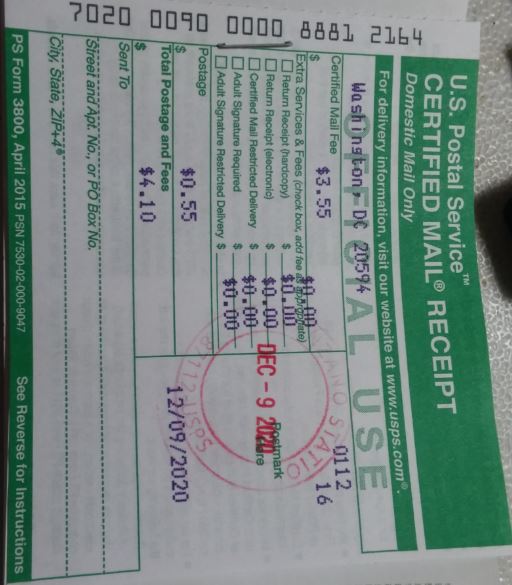 7020 0090 0000 8881 2164
U.S. Postal Service™
CERTIFIED MAIL® RECEIPT
Domestic Mail Only
For delivery information, visit our website at www.usps.com®.
OFFICIAL USE
Washington, DC 20594
Certified Mail Fee
$ $3.55
0112
16
Extra Services & Fees (check box, add fee as appropriate)
Return Receipt (hardcopy) $ $0.00
Return Receipt (electronic) $ $0.00
Certified Mail Restricted Delivery $ $0.00
Adult Signature Required $ $0.00
Adult Signature Restricted Delivery $
Postmark
Here
DEC - 9 2020
USPS
Postage
$ $0.55
12/09/2020
Total Postage and Fees
$ $4.10
Sent To
Street and Apt. No., or PO Box No.
City, State, ZIP+4®
PS Form 3800, April 2015 PSN 7530-02-000-9047 See Reverse for Instructions